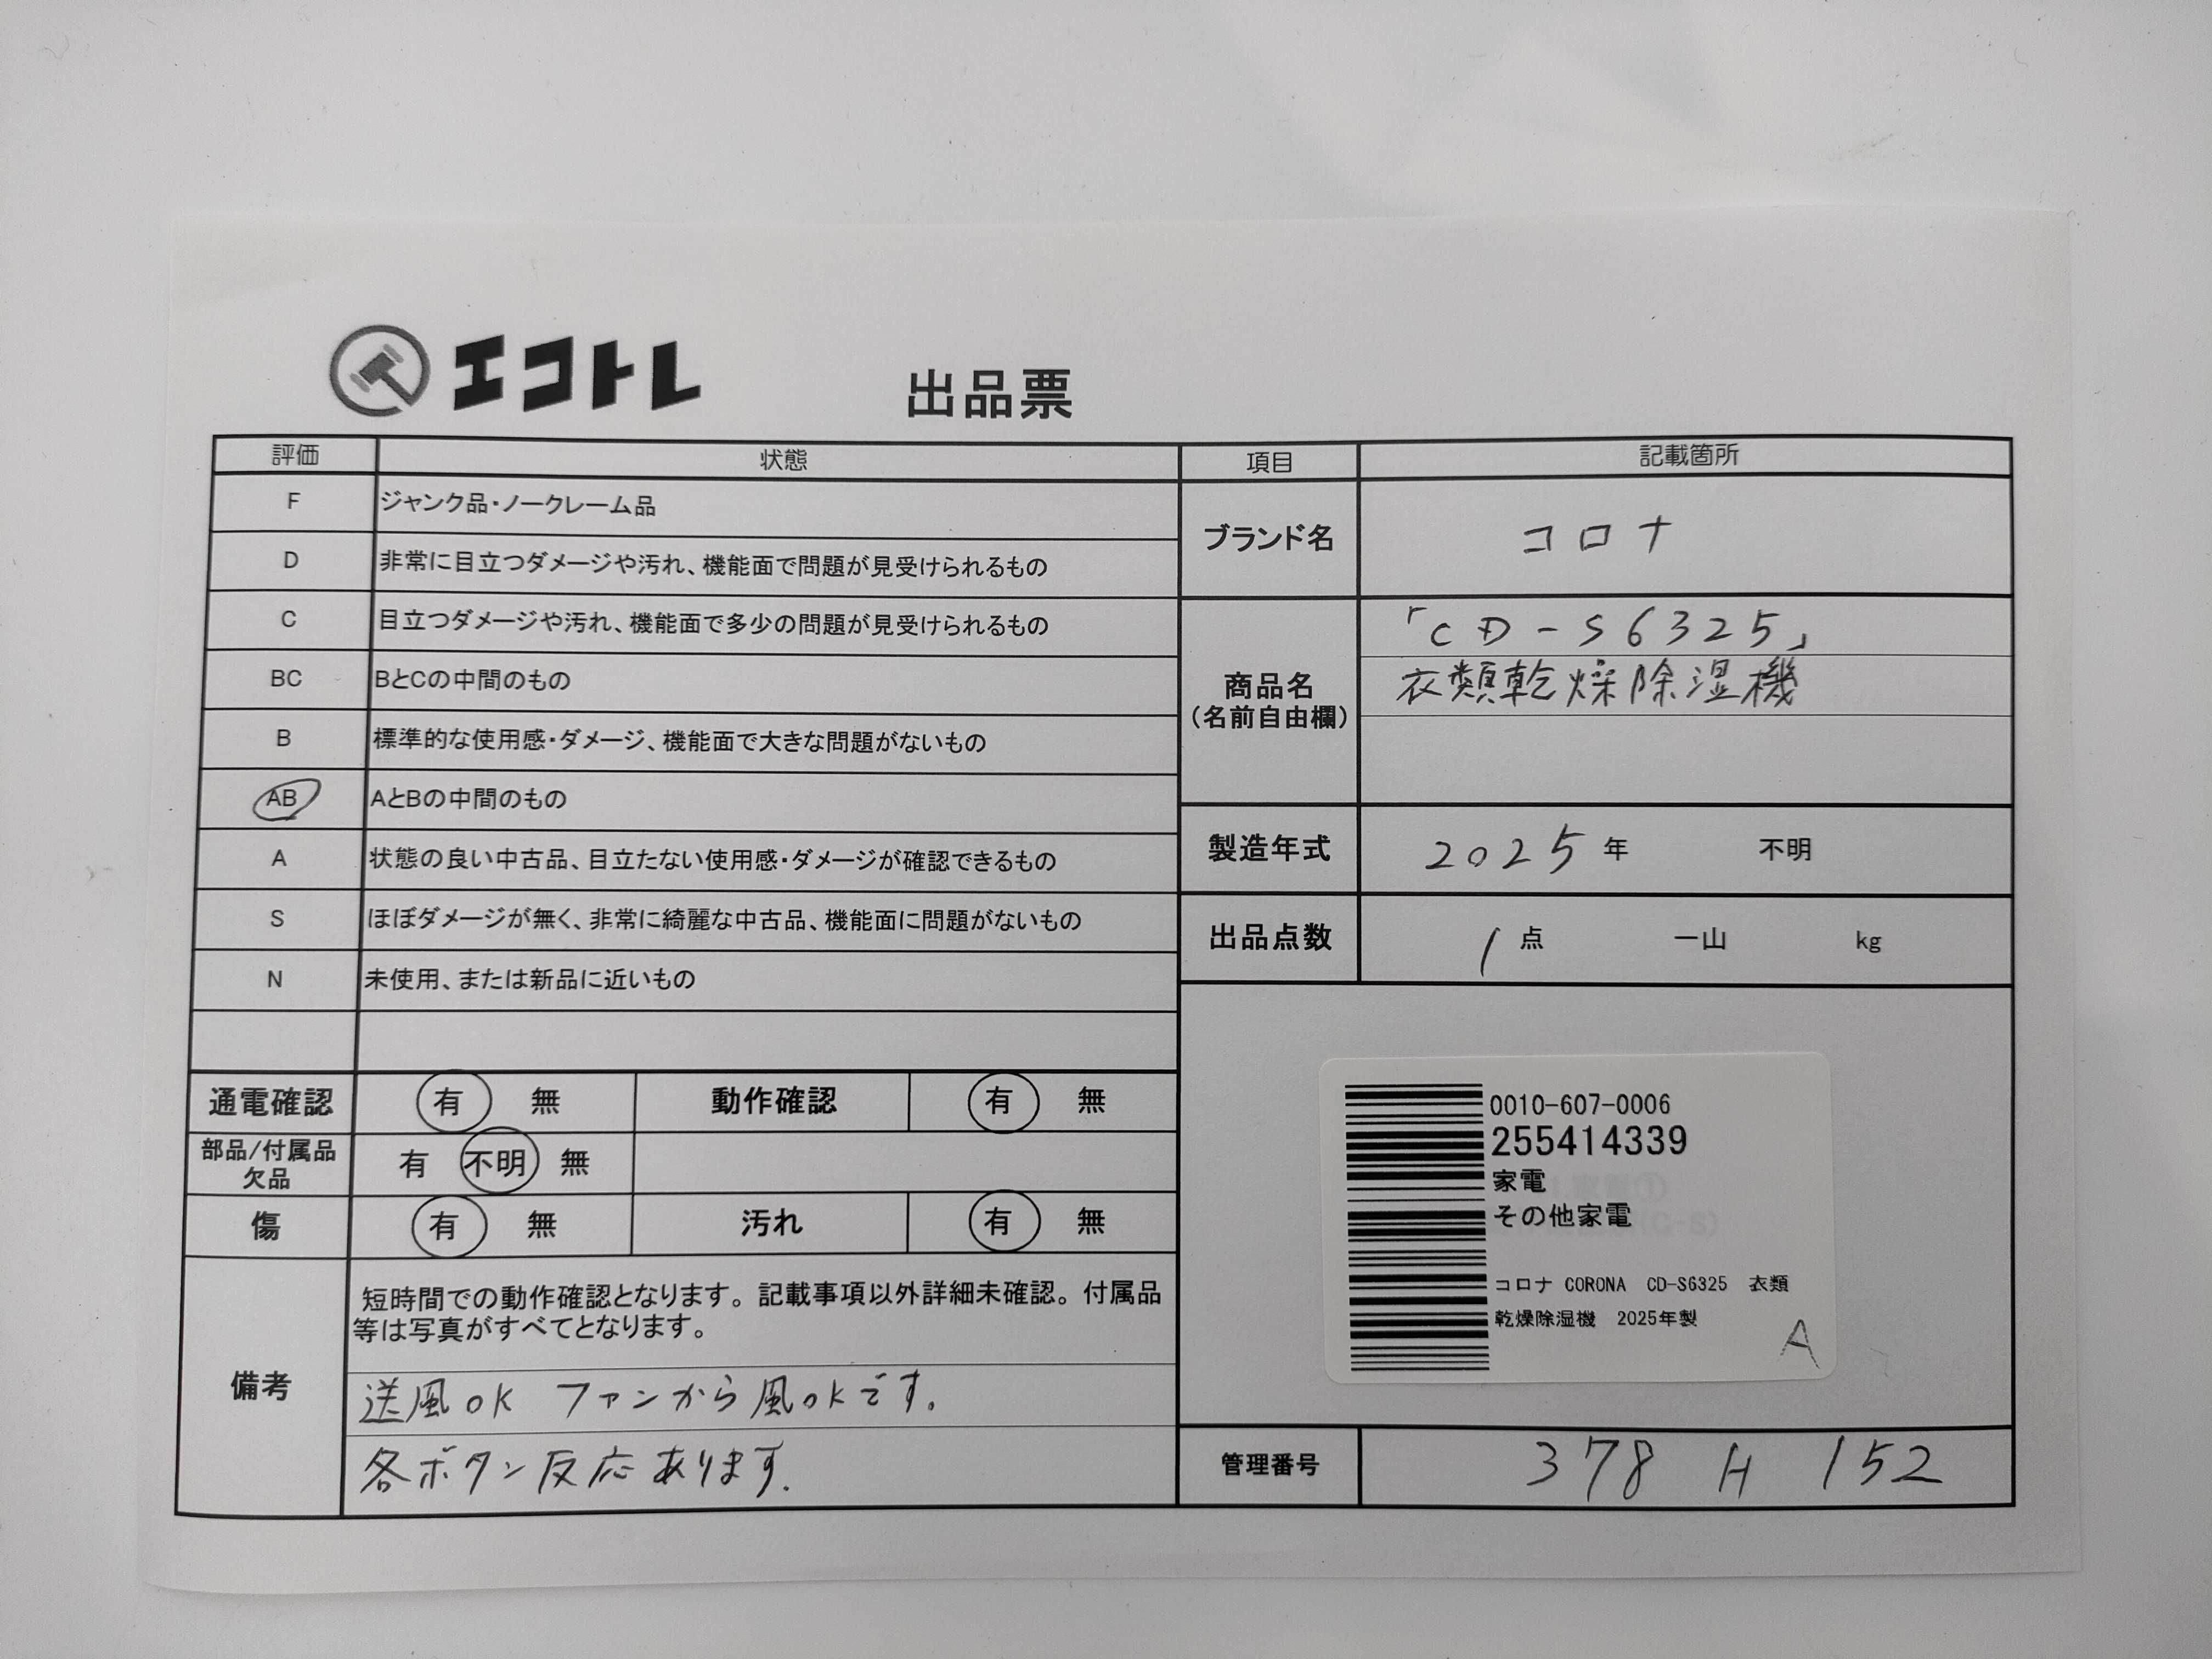 エコトレ
出品票
評価 状態
F ジャンク品・ノークレーム品
D 非常に目立つダメージや汚れ、機能面で問題が見受けられるもの
C 目立つダメージや汚れ、機能面で多少の問題が見受けられるもの
BC BとCの中間のもの
B 標準的な使用感・ダメージ、機能面で大きな問題がないもの
AB AとBの中間のもの
A 状態の良い中古品、目立たない使用感・ダメージが確認できるもの
S ほぼダメージが無く、非常に綺麗な中古品、機能面に問題がないもの
N 未使用、または新品に近いもの
通電確認 有 無 動作確認 有 無
部品/付属品
欠品
有 不明 無
傷 有 無 汚れ 有 無
備考
短時間での動作確認となります。記載事項以外詳細未確認。付属品
等は写真がすべてとなります。
送風OK ファンから風OKです。
各ボタン反応あります.
項目 記載箇所
ブランド名 コロナ
商品名
(名前自由欄)
「CD-S6325」
衣類乾燥除湿機
製造年式 2025 年 不明
出品点数 1 点 一山 kg
0010-607-0006
255414339
家電
その他家電
コロナ CORONA CD-S6325 衣類
乾燥除湿機 2025年製
A
管理番号 378 H 152